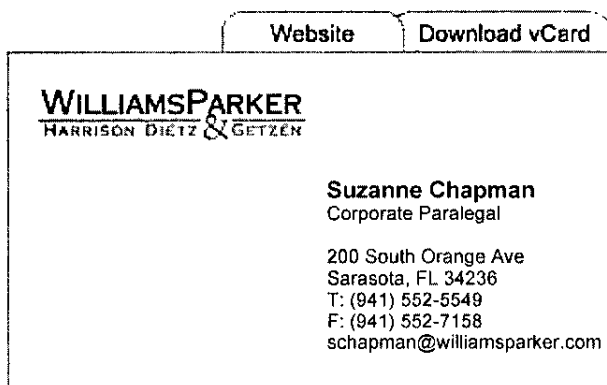 Website Download vCard
WILLIAMSPARKER
HARRISON DIETZ & GETZEN
Suzanne Chapman
Corporate Paralegal
200 South Orange Ave
Sarasota, FL 34236
T: (941) 552-5549
F: (941) 552-7158
schapman@williamsparker.com